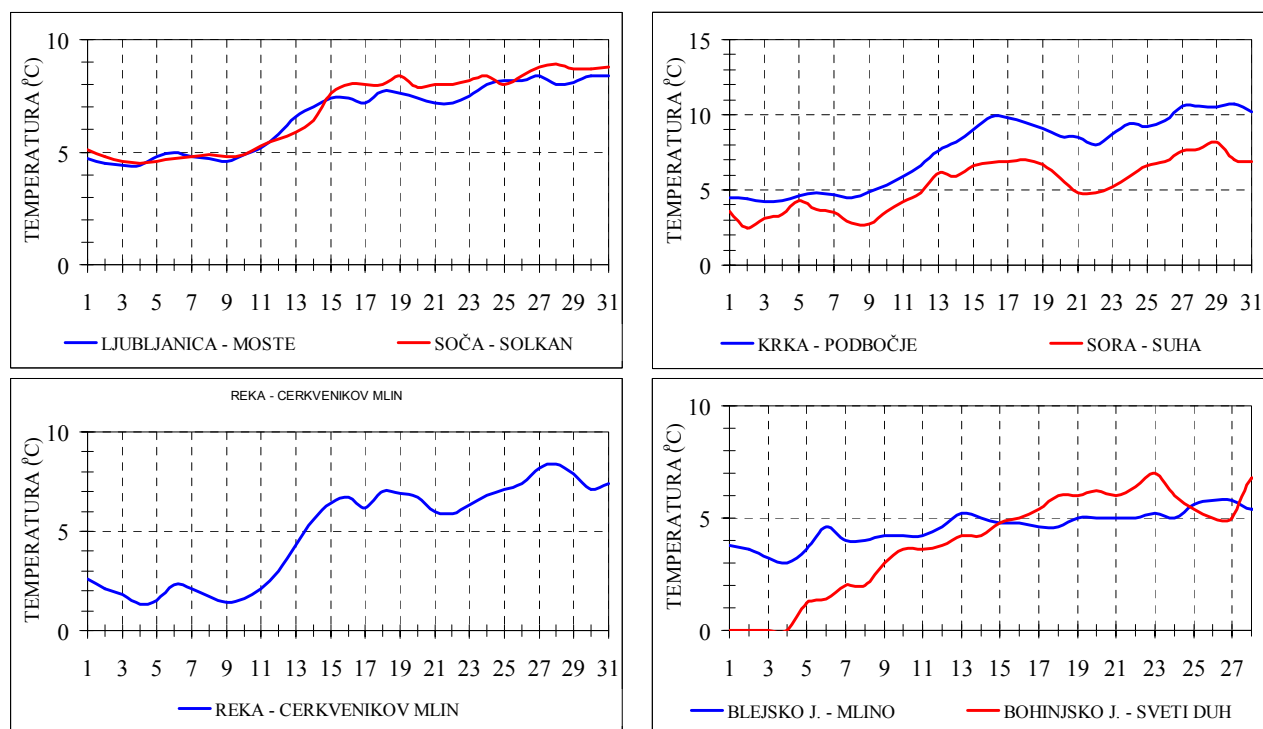 TEMPERATURA (ºC)
10
5
0
1 3 5 7 9 11 13 15 17 19 21 23 25 27 29 31
LJUBLJANICA - MOSTE SOČA - SOLKAN
TEMPERATURA (ºC)
15
10
5
0
1 3 5 7 9 11 13 15 17 19 21 23 25 27 29 31
KRKA - PODBOČJE SORA - SUHA
REKA - CERKVENIKOV MLIN
TEMPERATURA (ºC)
10
5
0
1 3 5 7 9 11 13 15 17 19 21 23 25 27 29 31
REKA - CERKVENIKOV MLIN
TEMPERATURA (ºC)
10
5
0
1 3 5 7 9 11 13 15 17 19 21 23 25 27
BLEJSKO J. - MLINO BOHINJSKO J. - SVETI DUH